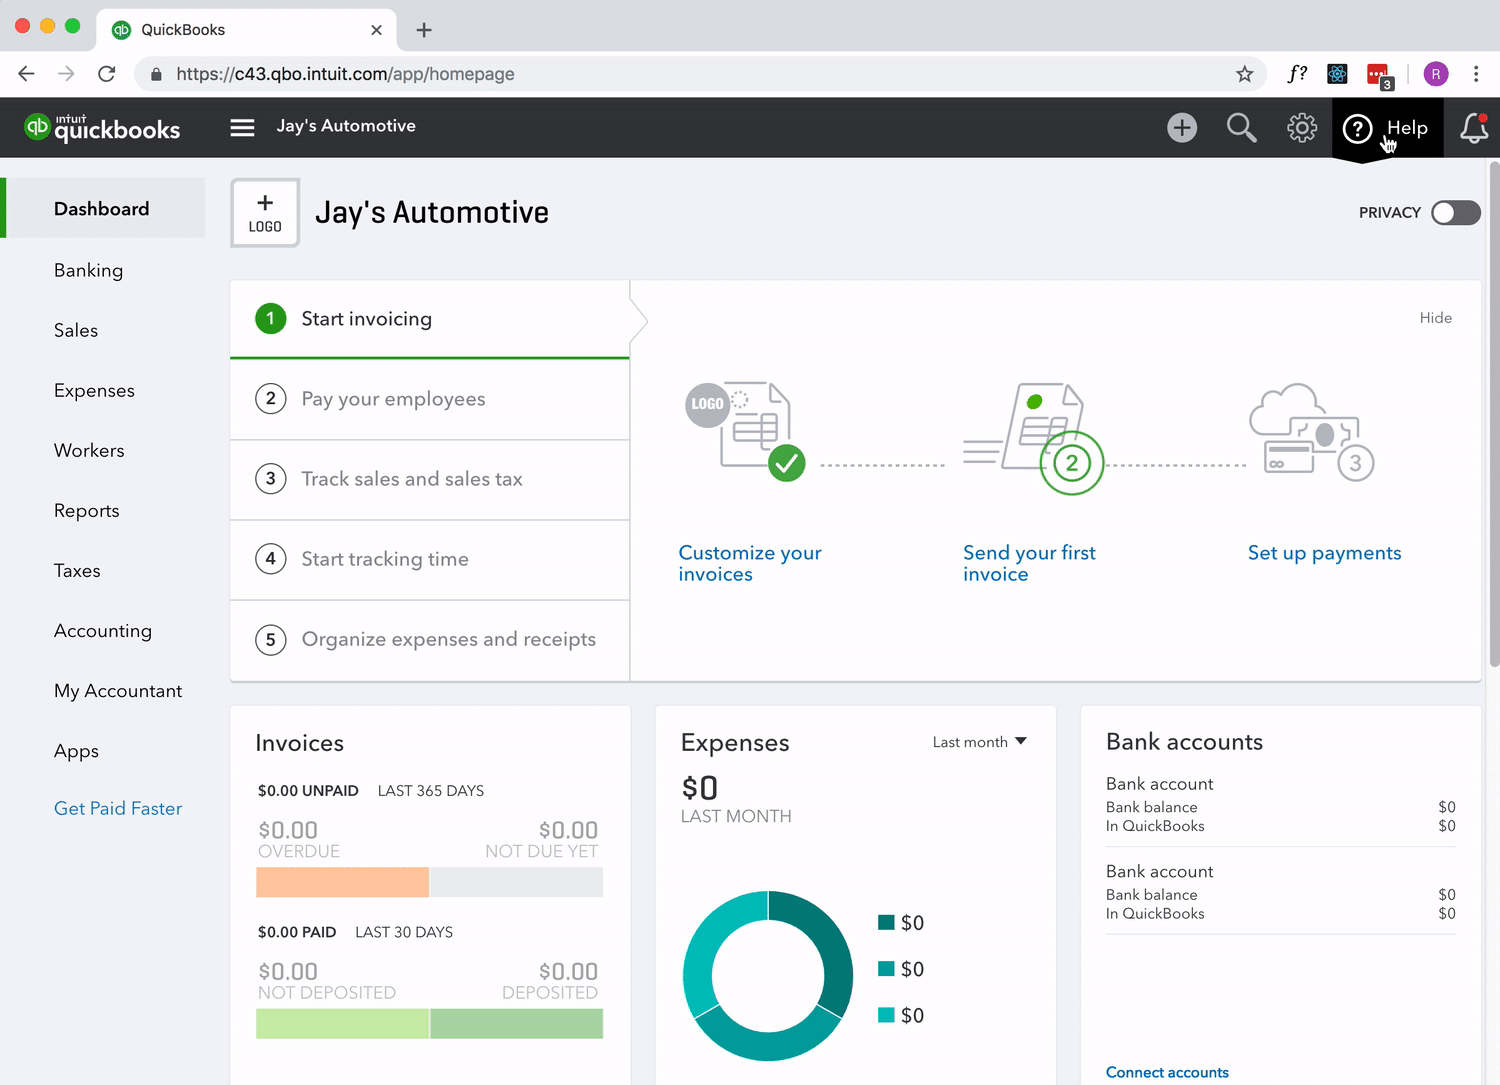 QuickBooks
https://c43.qbo.intuit.com/app/homepage
f?
3
R
intuit
quickbooks
Jay's Automotive
Help
Dashboard
Banking
Sales
Expenses
Workers
Reports
Taxes
Accounting
My Accountant
Apps
Get Paid Faster
+
LOGO
Jay's Automotive
PRIVACY
1 Start invoicing
2 Pay your employees
3 Track sales and sales tax
4 Start tracking time
5 Organize expenses and receipts
Hide
LOGO
2
3
Customize your
invoices
Send your first
invoice
Set up payments
Invoices
$0.00 UNPAID LAST 365 DAYS
$0.00 $0.00
OVERDUE NOT DUE YET
$0.00 PAID LAST 30 DAYS
$0.00 $0.00
NOT DEPOSITED DEPOSITED
Expenses
Last month
$0
LAST MONTH
$0
$0
$0
Bank accounts
Bank account
Bank balance $0
In QuickBooks $0
Bank account
Bank balance $0
In QuickBooks $0
Connect accounts